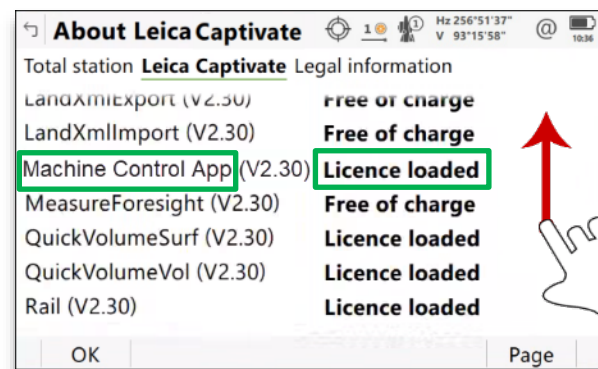 About Leica Captivate 1 1 Hz 256°51'37" @
V 93°15'58" 10:36
Total station Leica Captivate Legal information
LandXmlExport (V2.30) Free of charge
LandXmlImport (V2.30) Free of charge
Machine Control App (V2.30) Licence loaded
MeasureForesight (V2.30) Free of charge
QuickVolumeSurf (V2.30) Licence loaded
QuickVolumeVol (V2.30) Licence loaded
Rail (V2.30) Licence loaded
OK Page